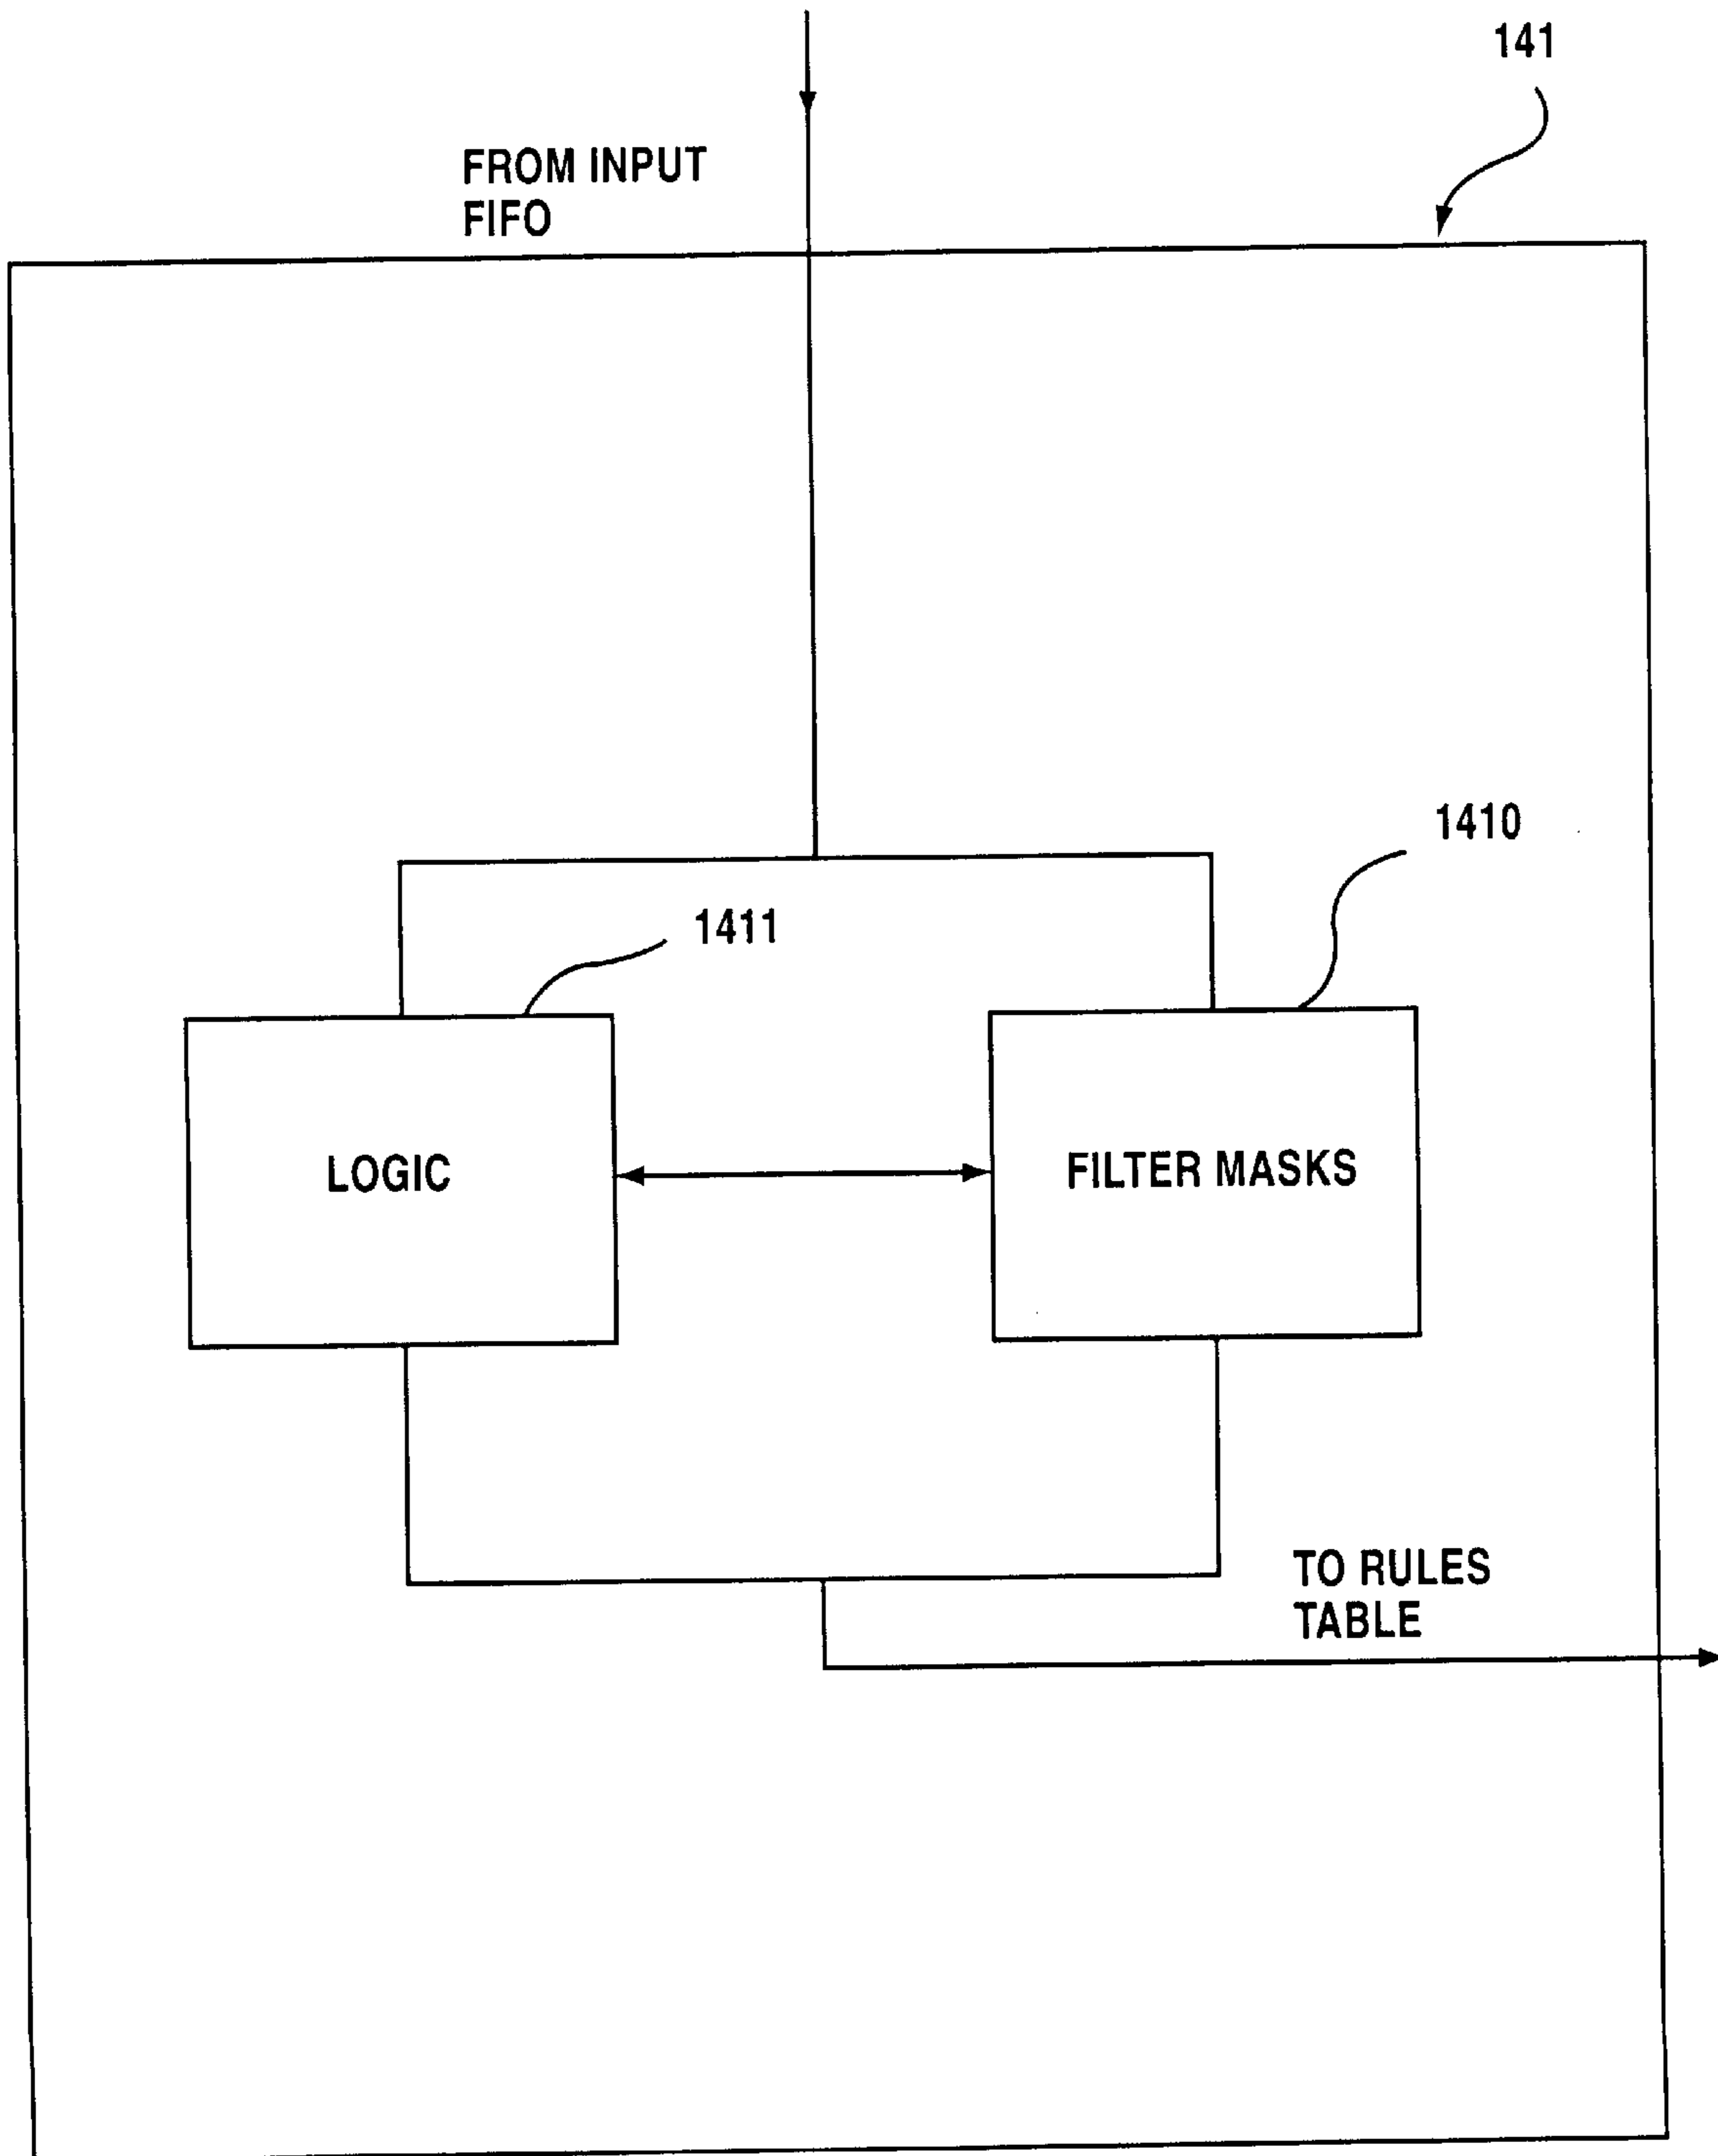 141
FROM INPUT
FIFO
1410
1411
LOGIC
FILTER MASKS
TO RULES
TABLE